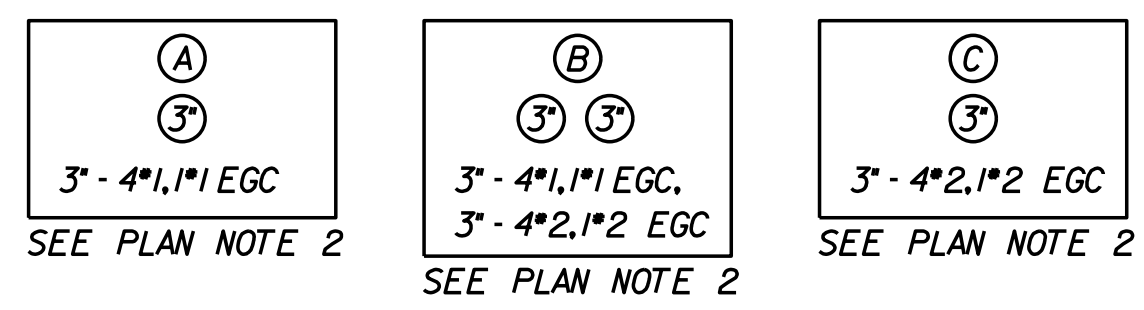 A
3"
3" - 4#1, 1#1 EGC
SEE PLAN NOTE 2
B
3" 3"
3" - 4#1, 1#1 EGC,
3" - 4#2, 1#2 EGC
SEE PLAN NOTE 2
C
3"
3" - 4#2, 1#2 EGC
SEE PLAN NOTE 2